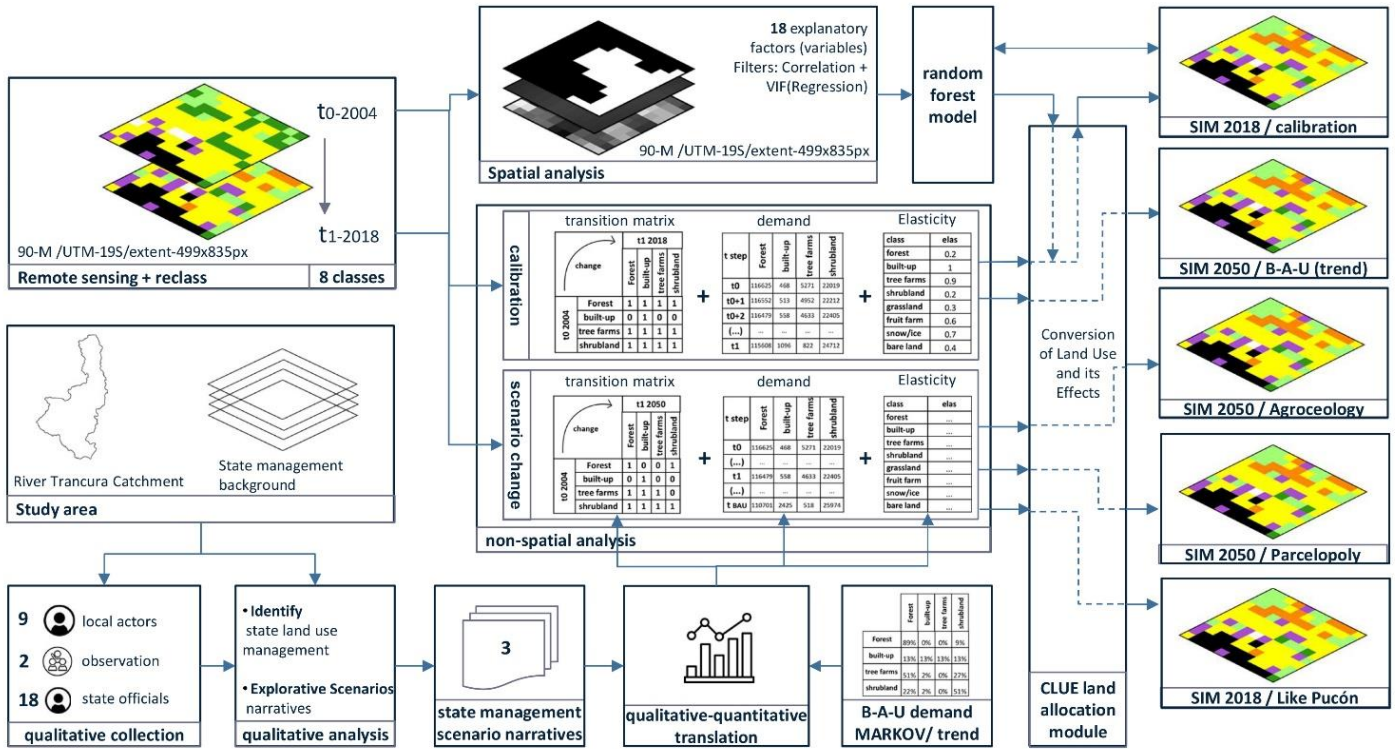 t0-2004
t1-2018
90-M /UTM-19S/extent-499x835px
Remote sensing + reclass
8 classes
18 explanatory
factors (variables)
Filters: Correlation +
VIF(Regression)
90-M /UTM-19S/extent-499x835px
Spatial analysis
random
forest
model
calibration
transition matrix
t1 2018
change
Forest built-up tree farms shrubland
t0 2004
Forest 1 1 1 1
built-up 0 1 0 0
tree farms 1 1 1 1
shrubland 1 1 1 1
+
demand
t step Forest built-up tree farms shrubland
t0 116625 468 5271 22019
t0+1 116552 513 4952 22212
t0+2 116479 558 4633 22405
(...) ... ... ... ...
t1 115608 1096 822 24712
+
Elasticity
class elas
forest 0.2
built-up 1
tree farms 0.9
shrubland 0.2
grassland 0.3
fruit farm 0.6
snow/ice 0.7
bare land 0.4
scenario change
transition matrix
t1 2050
change
Forest built-up tree farms shrubland
t0 2004
Forest 1 0 0 1
built-up 0 1 0 0
tree farms 1 1 1 0
shrubland 1 1 1 1
+
demand
t step Forest built-up tree farms shrubland
t0 116625 468 5271 22019
(...) ... ... ... ...
t1 116479 558 4633 22405
(...) ... ... ... ...
t BAU 110701 2425 518 25974
+
Elasticity
class elas
forest ...
built-up ...
tree farms ...
shrubland ...
grassland ...
fruit farm ...
snow/ice ...
bare land ...
non-spatial analysis
River Trancura Catchment
State management
background
Study area
9 local actors
2 observation
18 state officials
qualitative collection
• Identify
state land use
management
• Explorative Scenarios
narratives
qualitative analysis
3
state management
scenario narratives
qualitative-quantitative
translation
Forest built-up tree farms shrubland
Forest 89% 0% 0% 9%
built-up 13% 13% 13% 13%
tree farms 51% 2% 0% 27%
shrubland 22% 2% 0% 51%
B-A-U demand
MARKOV/ trend
Conversion
of Land Use
and its
Effects
CLUE land
allocation
module
SIM 2018 / calibration
SIM 2050 / B-A-U (trend)
SIM 2050 / Agroceology
SIM 2050 / Parcelopoly
SIM 2018 / Like Pucón